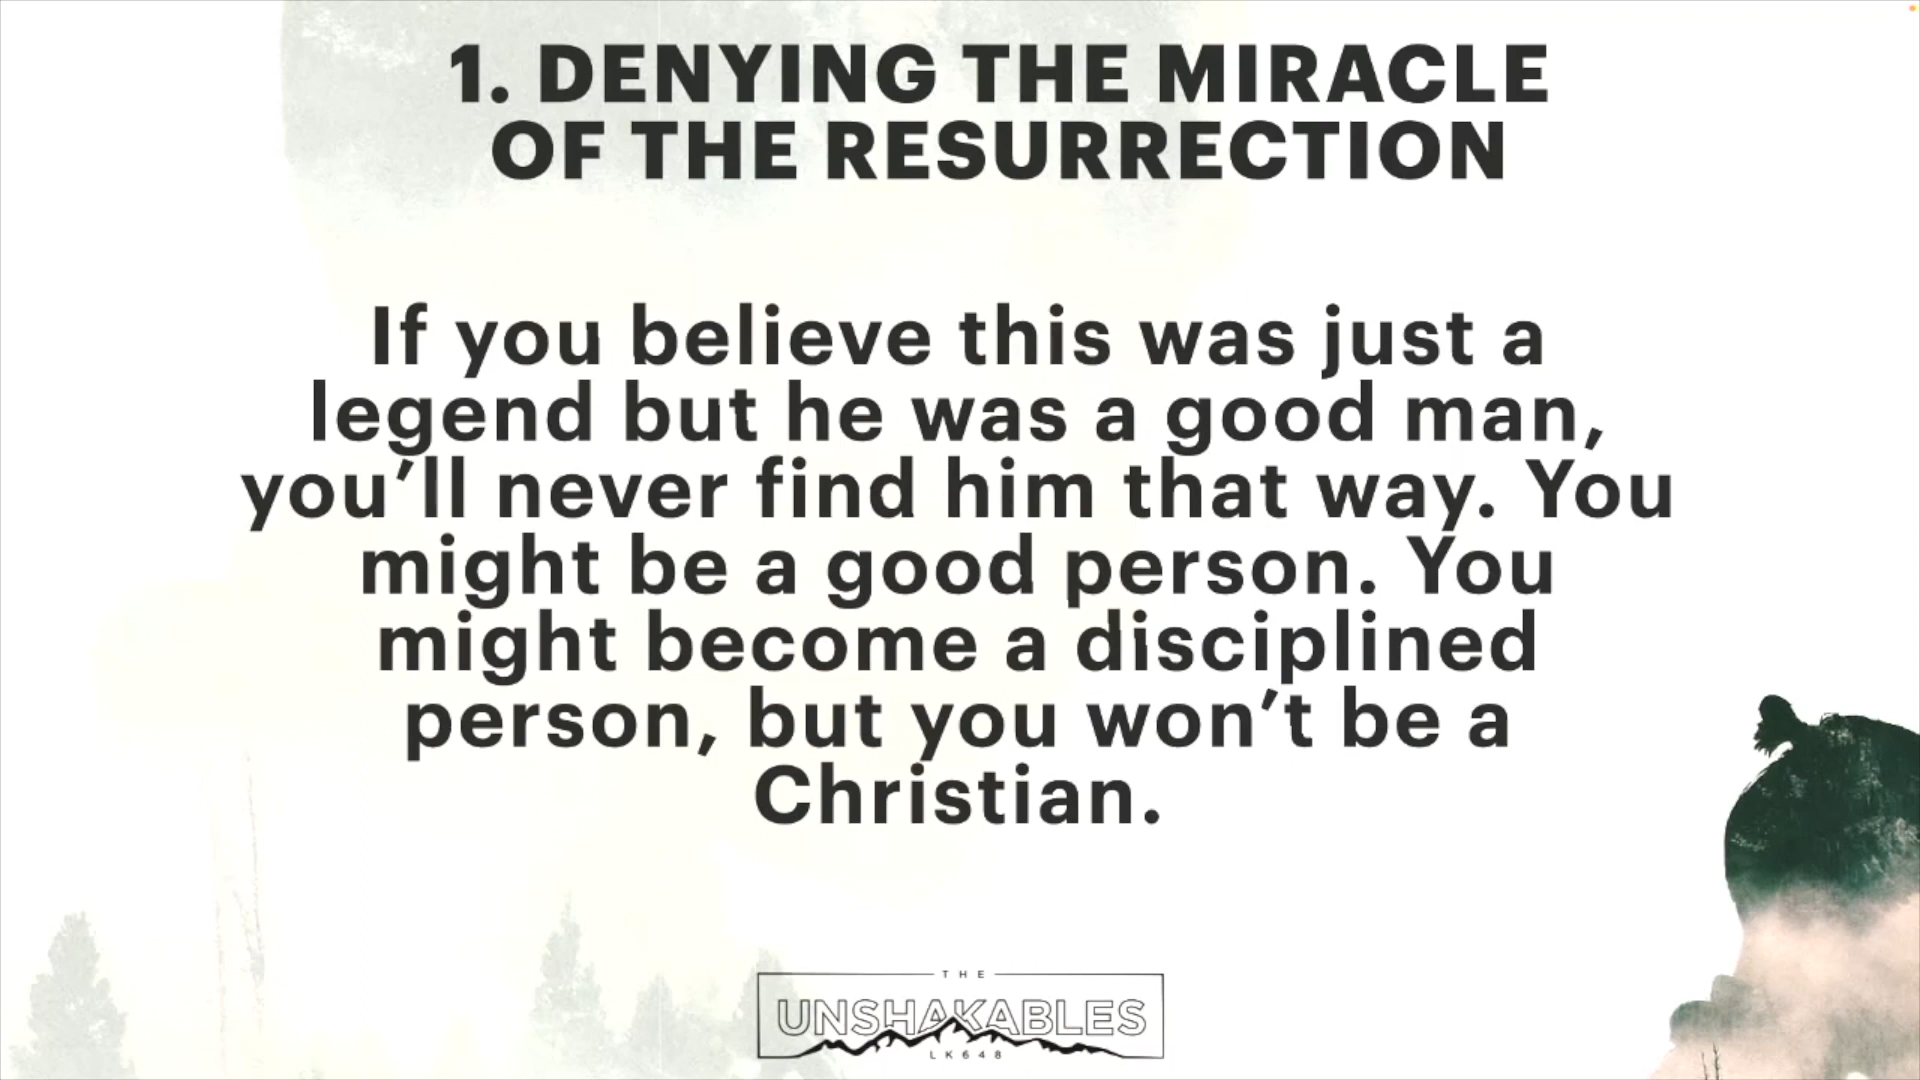 1. DENYING THE MIRACLE
OF THE RESURRECTION
If you believe this was just a
legend but he was a good man,
you’ll never find him that way. You
might be a good person. You
might become a disciplined
person, but you won’t be a
Christian.
THE
UNSHAKABLES
LK648